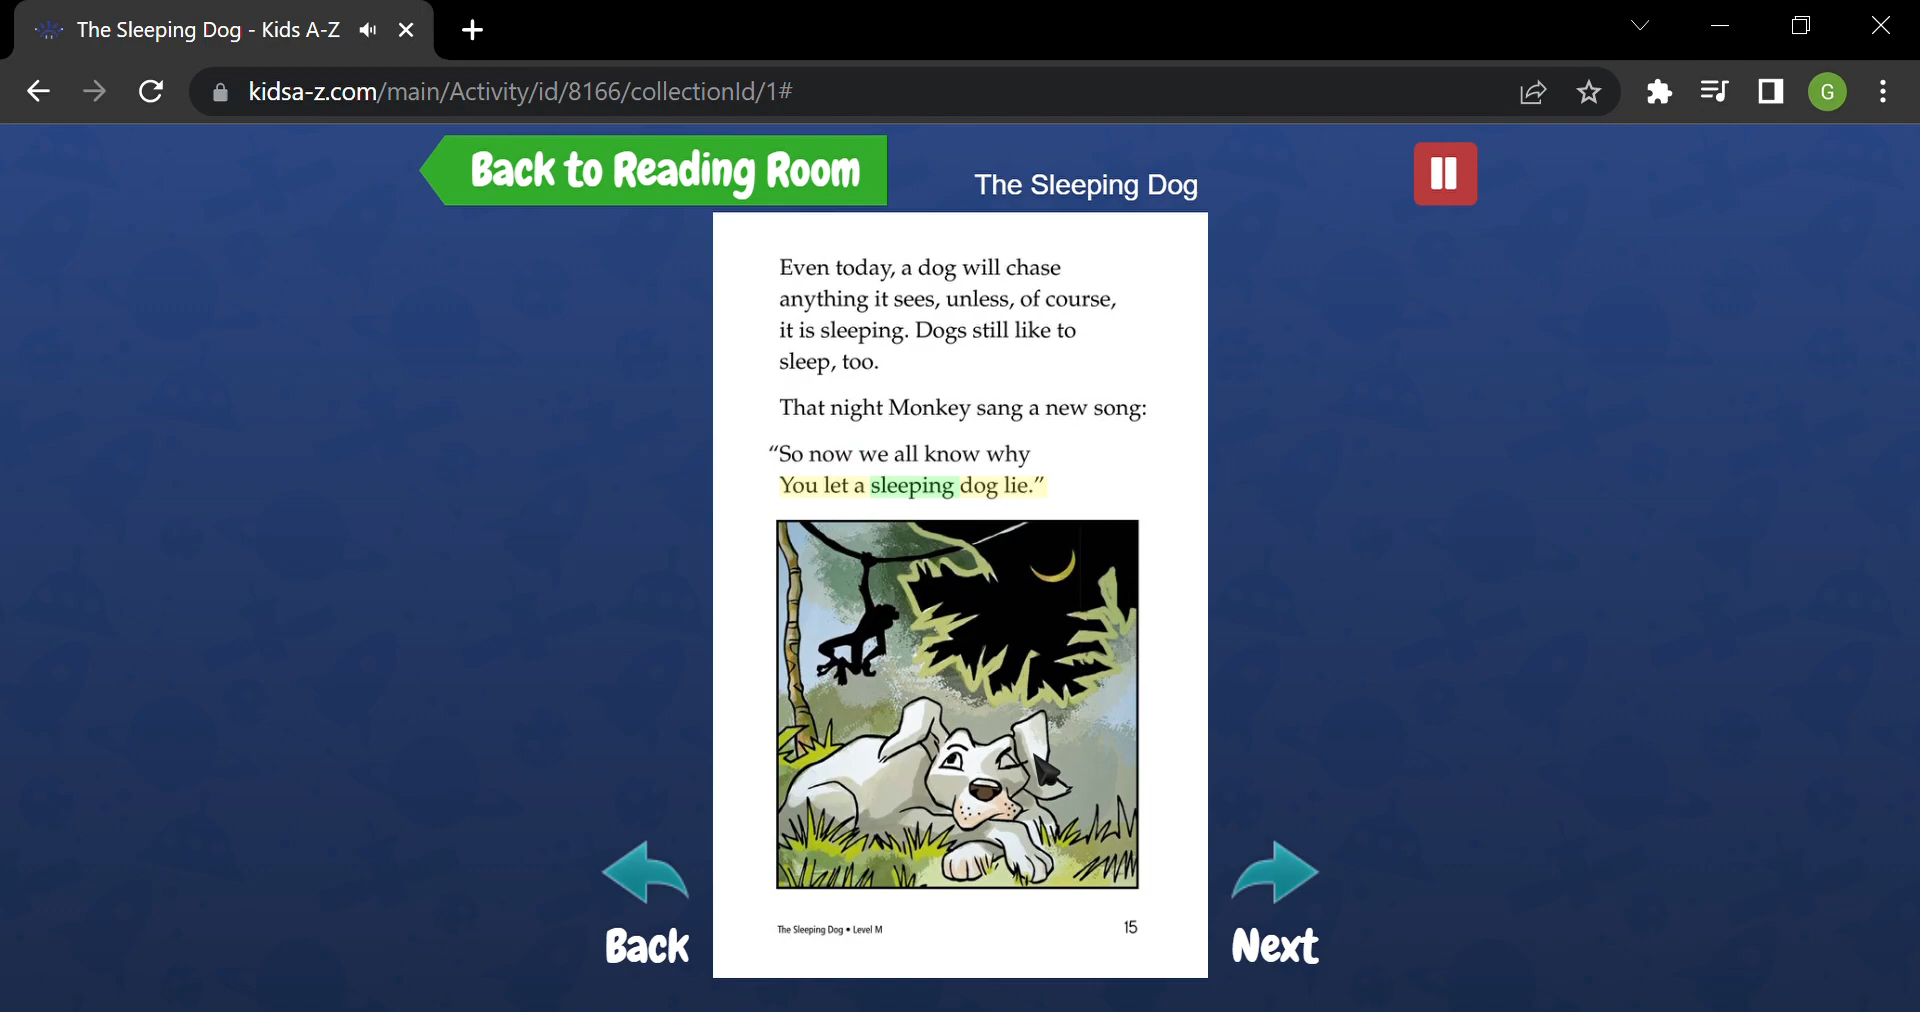 The Sleeping Dog - Kids A-Z
kidsa-z.com/main/Activity/id/8166/collectionId/1#
G
Back to Reading Room
The Sleeping Dog
Even today, a dog will chase
anything it sees, unless, of course,
it is sleeping. Dogs still like to
sleep, too.
That night Monkey sang a new song:
“So now we all know why
You let a sleeping dog lie.”
The Sleeping Dog • Level M
15
Back
Next